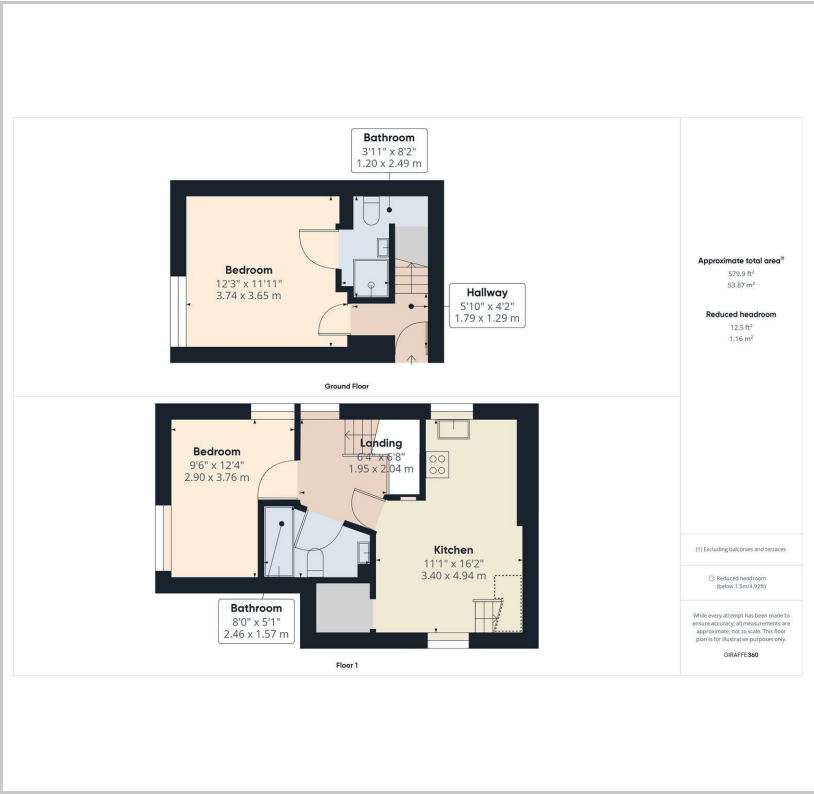 Bathroom
3'11" x 8'2"
1.20 x 2.49 m
Bedroom
12'3" x 11'11"
3.74 x 3.65 m
Hallway
5'10" x 4'2"
1.79 x 1.29 m
Ground Floor
Bedroom
9'6" x 12'4"
2.90 x 3.76 m
Landing
6'4" x 6'8"
1.95 x 2.04 m
Kitchen
11'1" x 16'2"
3.40 x 4.94 m
Bathroom
8'0" x 5'1"
2.46 x 1.57 m
Floor 1
Approximate total area⁽¹⁾
579.9 ft²
53.87 m²
Reduced headroom
12.5 ft²
1.16 m²
(1) Excluding balconies and terraces
Reduced headroom
(below 1.5m/4.92ft)
While every attempt has been made to
ensure accuracy, all measurements are
approximate, not to scale. This floor
plan is for illustrative purposes only.
GIRAFFE360